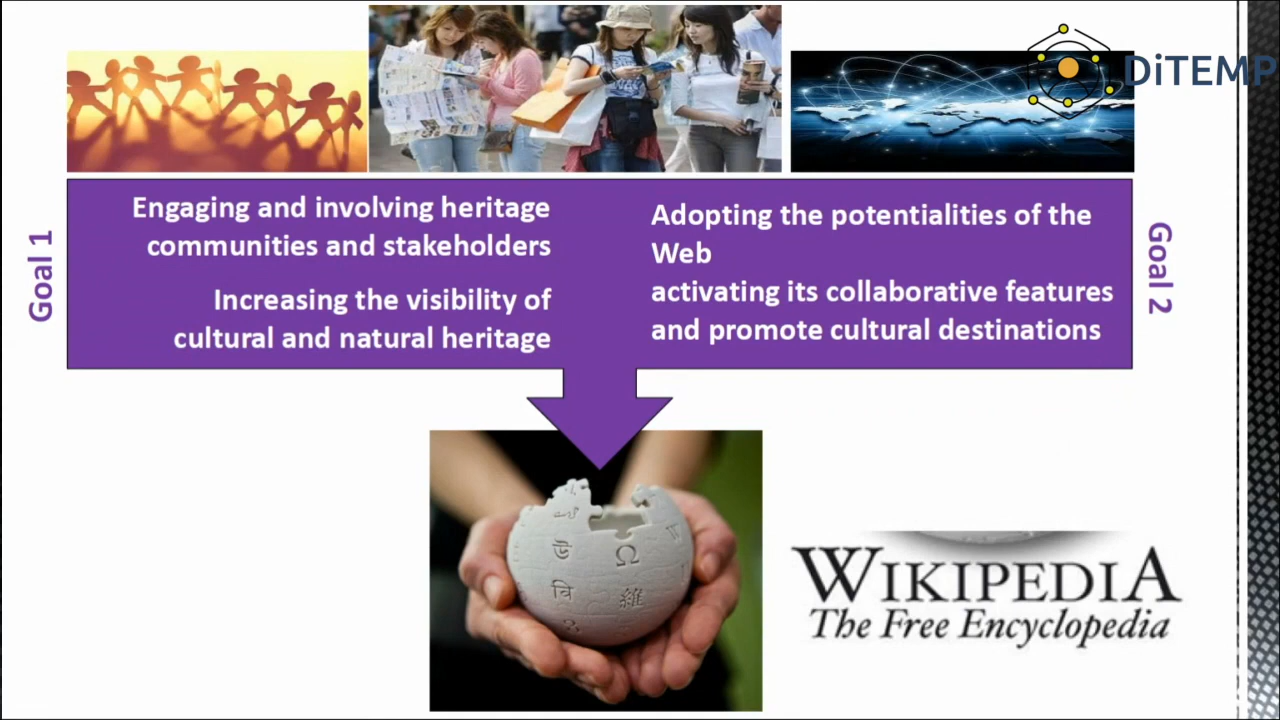 DiTEMP
Goal 1
Engaging and involving heritage
communities and stakeholders
Increasing the visibility of
cultural and natural heritage
Adopting the potentialities of the
Web
activating its collaborative features
and promote cultural destinations
Goal 2
Ω
वि
維
WIKIPEDIA
The Free Encyclopedia